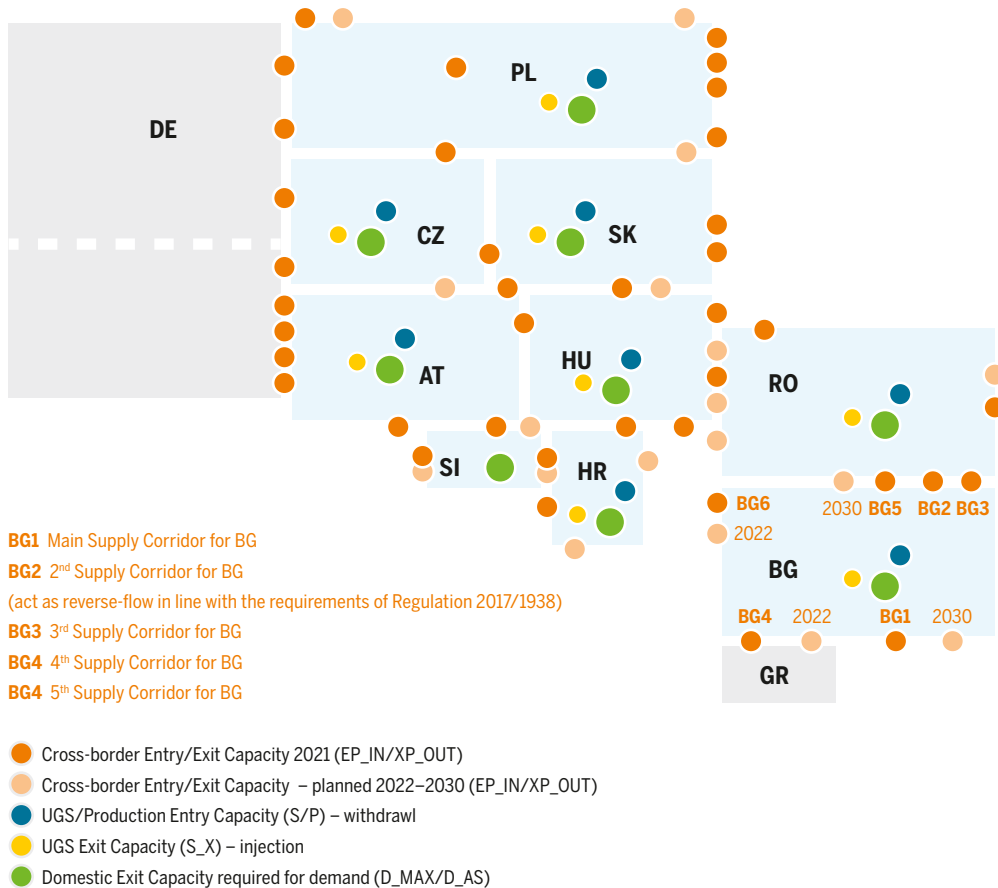 PL
DE
CZ
SK
AT
HU
RO
SI
HR
2030 BG5 BG2 BG3
BG6
2022
BG
BG4 2022 BG1 2030
GR
BG1 Main Supply Corridor for BG
BG2 2nd Supply Corridor for BG
(act as reverse-flow in line with the requirements of Regulation 2017/1938)
BG3 3rd Supply Corridor for BG
BG4 4th Supply Corridor for BG
BG4 5th Supply Corridor for BG
Cross-border Entry/Exit Capacity 2021 (EP_IN/XP_OUT)
Cross-border Entry/Exit Capacity – planned 2022–2030 (EP_IN/XP_OUT)
UGS/Production Entry Capacity (S/P) – withdrawl
UGS Exit Capacity (S_X) – injection
Domestic Exit Capacity required for demand (D_MAX/D_AS)